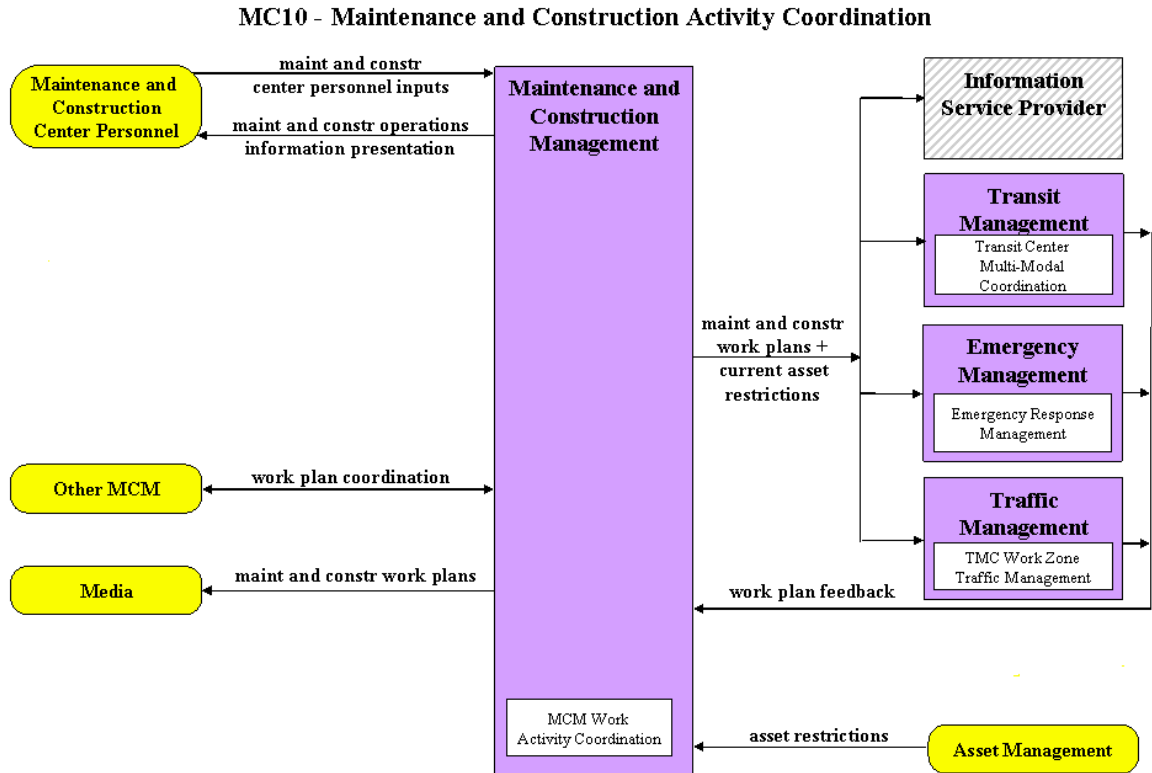 MC10 - Maintenance and Construction Activity Coordination
maint and constr
center personnel inputs
Maintenance and
Construction
Center Personnel
maint and constr operations
information presentation
Maintenance and
Construction
Management
Information
Service Provider
Transit
Management
Transit Center
Multi-Modal
Coordination
maint and constr
work plans +
current asset
restrictions
Emergency
Management
Emergency Response
Management
Other MCM
work plan coordination
Traffic
Management
TMC Work Zone
Traffic Management
Media
maint and constr work plans
work plan feedback
MCM Work
Activity Coordination
asset restrictions
Asset Management